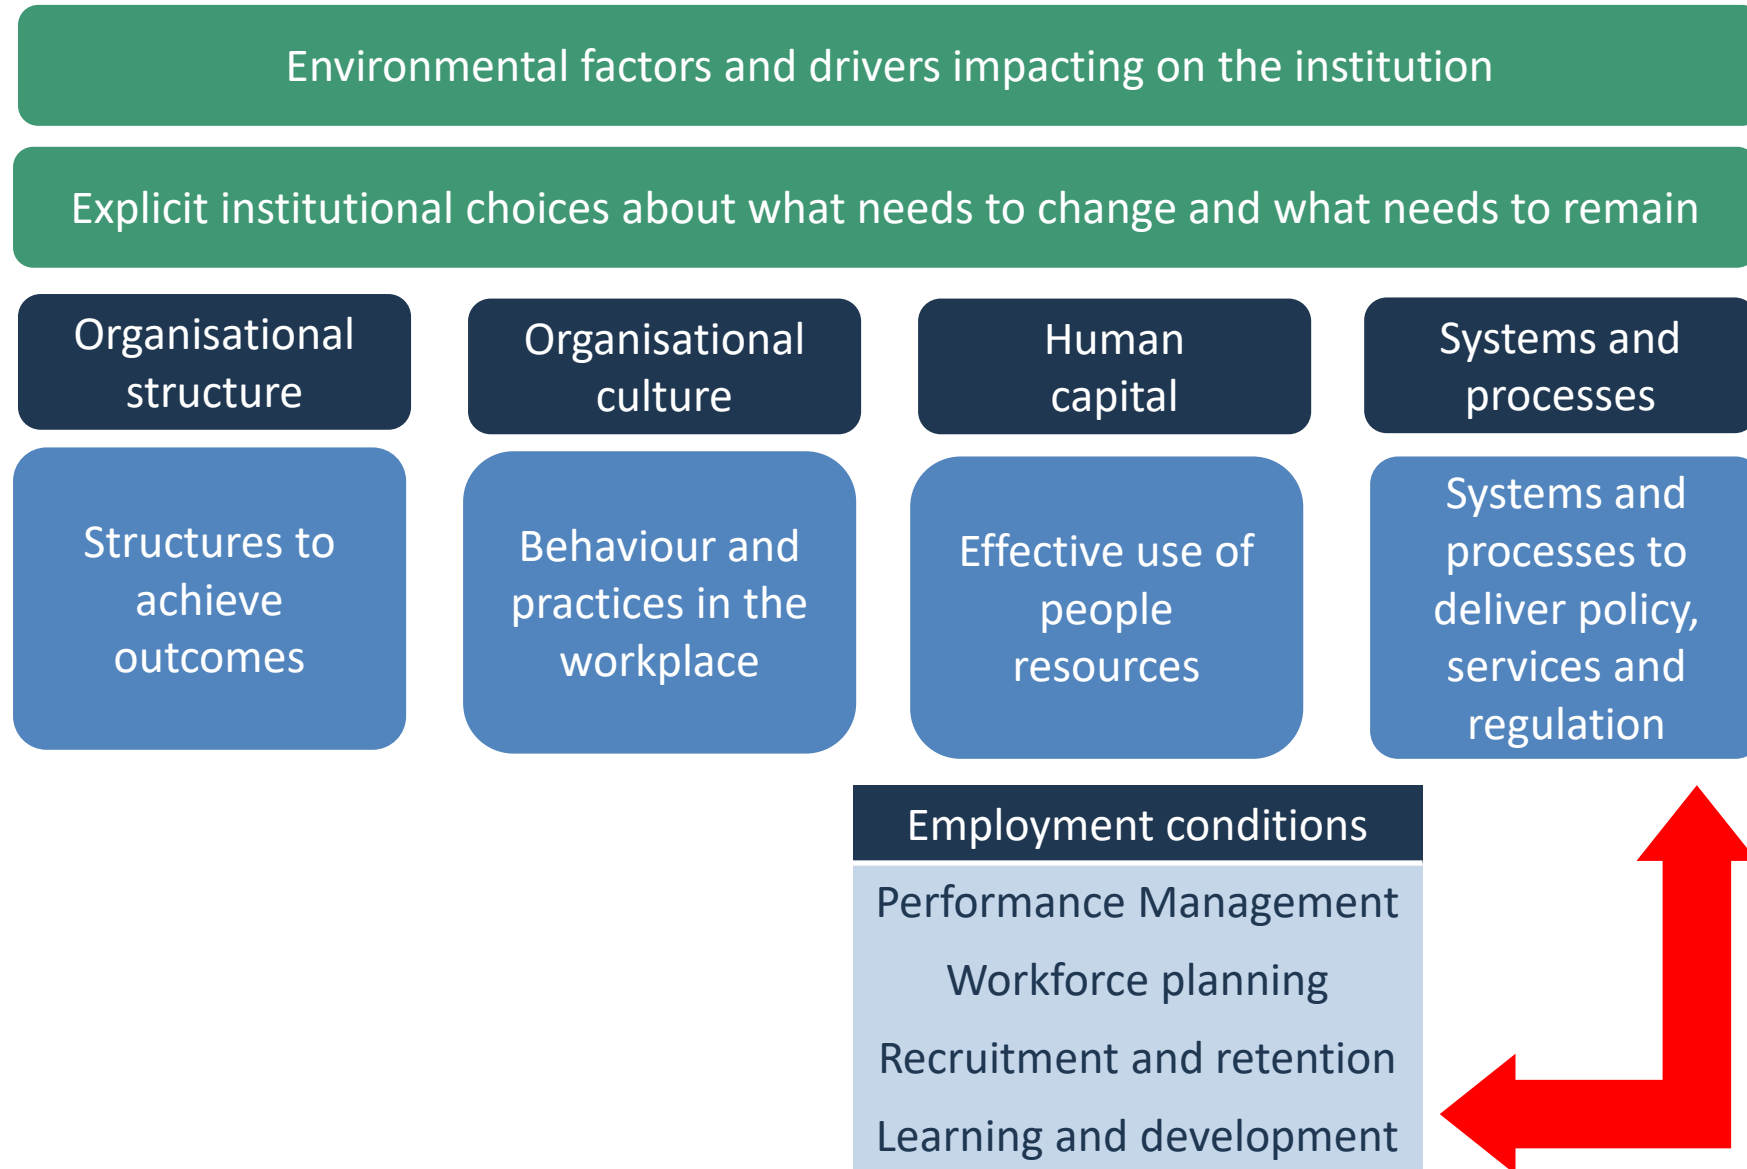 Environmental factors and drivers impacting on the institution
Explicit institutional choices about what needs to change and what needs to remain
Organisational
structure
Organisational
culture
Human
capital
Systems and
processes
Structures to
achieve
outcomes
Behaviour and
practices in the
workplace
Effective use of
people
resources
Systems and
processes to
deliver policy,
services and
regulation
Employment conditions
Performance Management
Workforce planning
Recruitment and retention
Learning and development